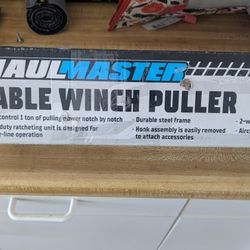 HAULMASTER
ABLE WINCH PULLER
control 1 ton of pulling power notch by notch
duty ratcheting unit is designed for
-line operation
· Durable steel frame
· Hook assembly is easily removed
to attach accessories
· 2-w
· Airc